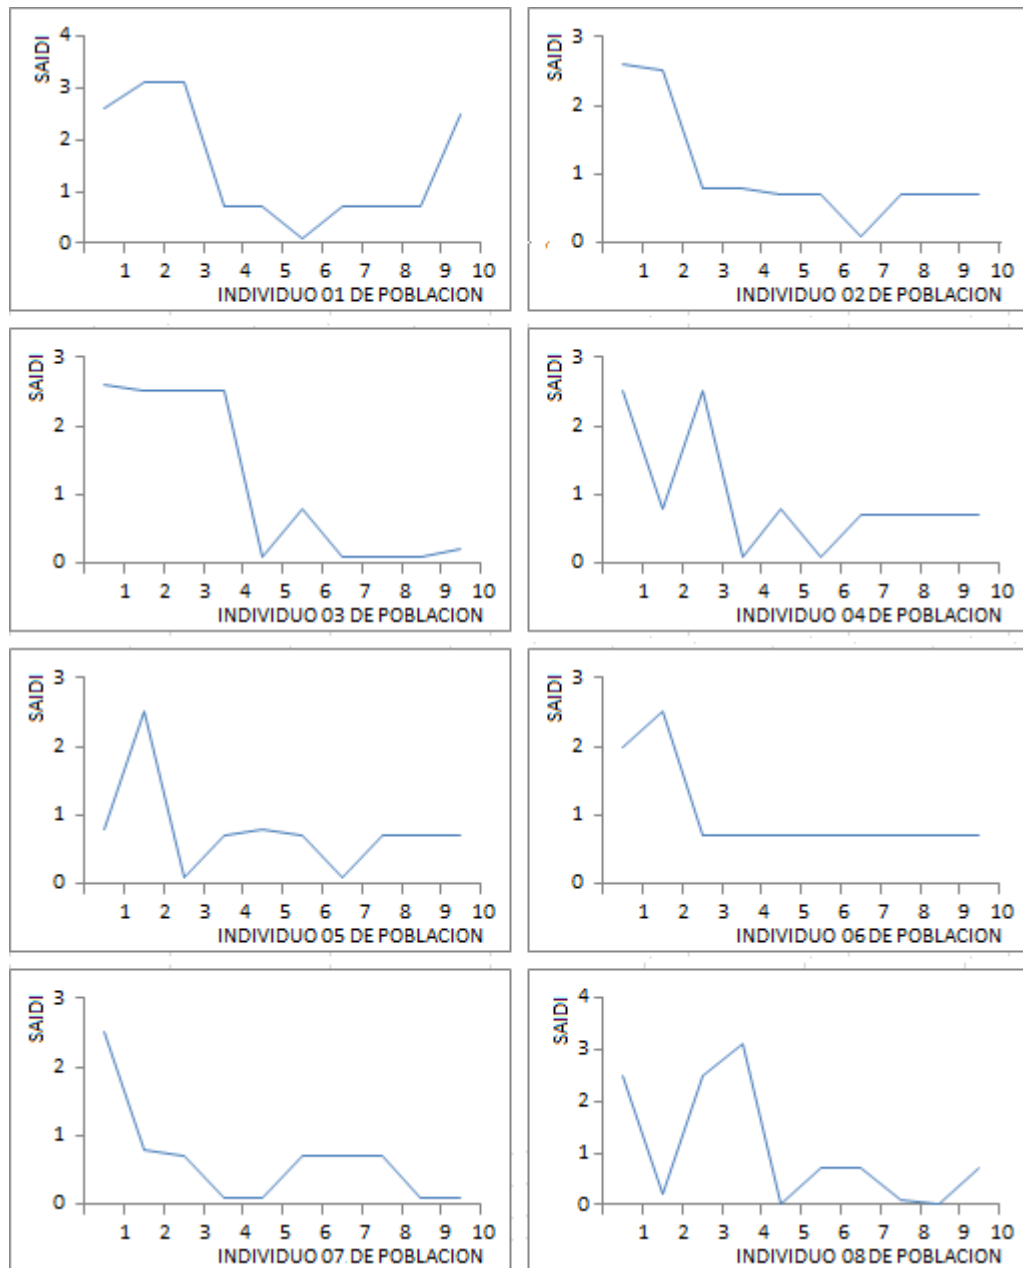 SAIDI
4
3
2
1
0
1 2 3 4 5 6 7 8 9 10
INDIVIDUO 01 DE POBLACION
SAIDI
3
2
1
0
1 2 3 4 5 6 7 8 9 10
INDIVIDUO 02 DE POBLACION
SAIDI
3
2
1
0
1 2 3 4 5 6 7 8 9 10
INDIVIDUO 03 DE POBLACION
SAIDI
3
2
1
0
1 2 3 4 5 6 7 8 9 10
INDIVIDUO 04 DE POBLACION
SAIDI
3
2
1
0
1 2 3 4 5 6 7 8 9 10
INDIVIDUO 05 DE POBLACION
SAIDI
3
2
1
0
1 2 3 4 5 6 7 8 9 10
INDIVIDUO 06 DE POBLACION
SAIDI
3
2
1
0
1 2 3 4 5 6 7 8 9 10
INDIVIDUO 07 DE POBLACION
SAIDI
4
3
2
1
0
1 2 3 4 5 6 7 8 9 10
INDIVIDUO 08 DE POBLACION